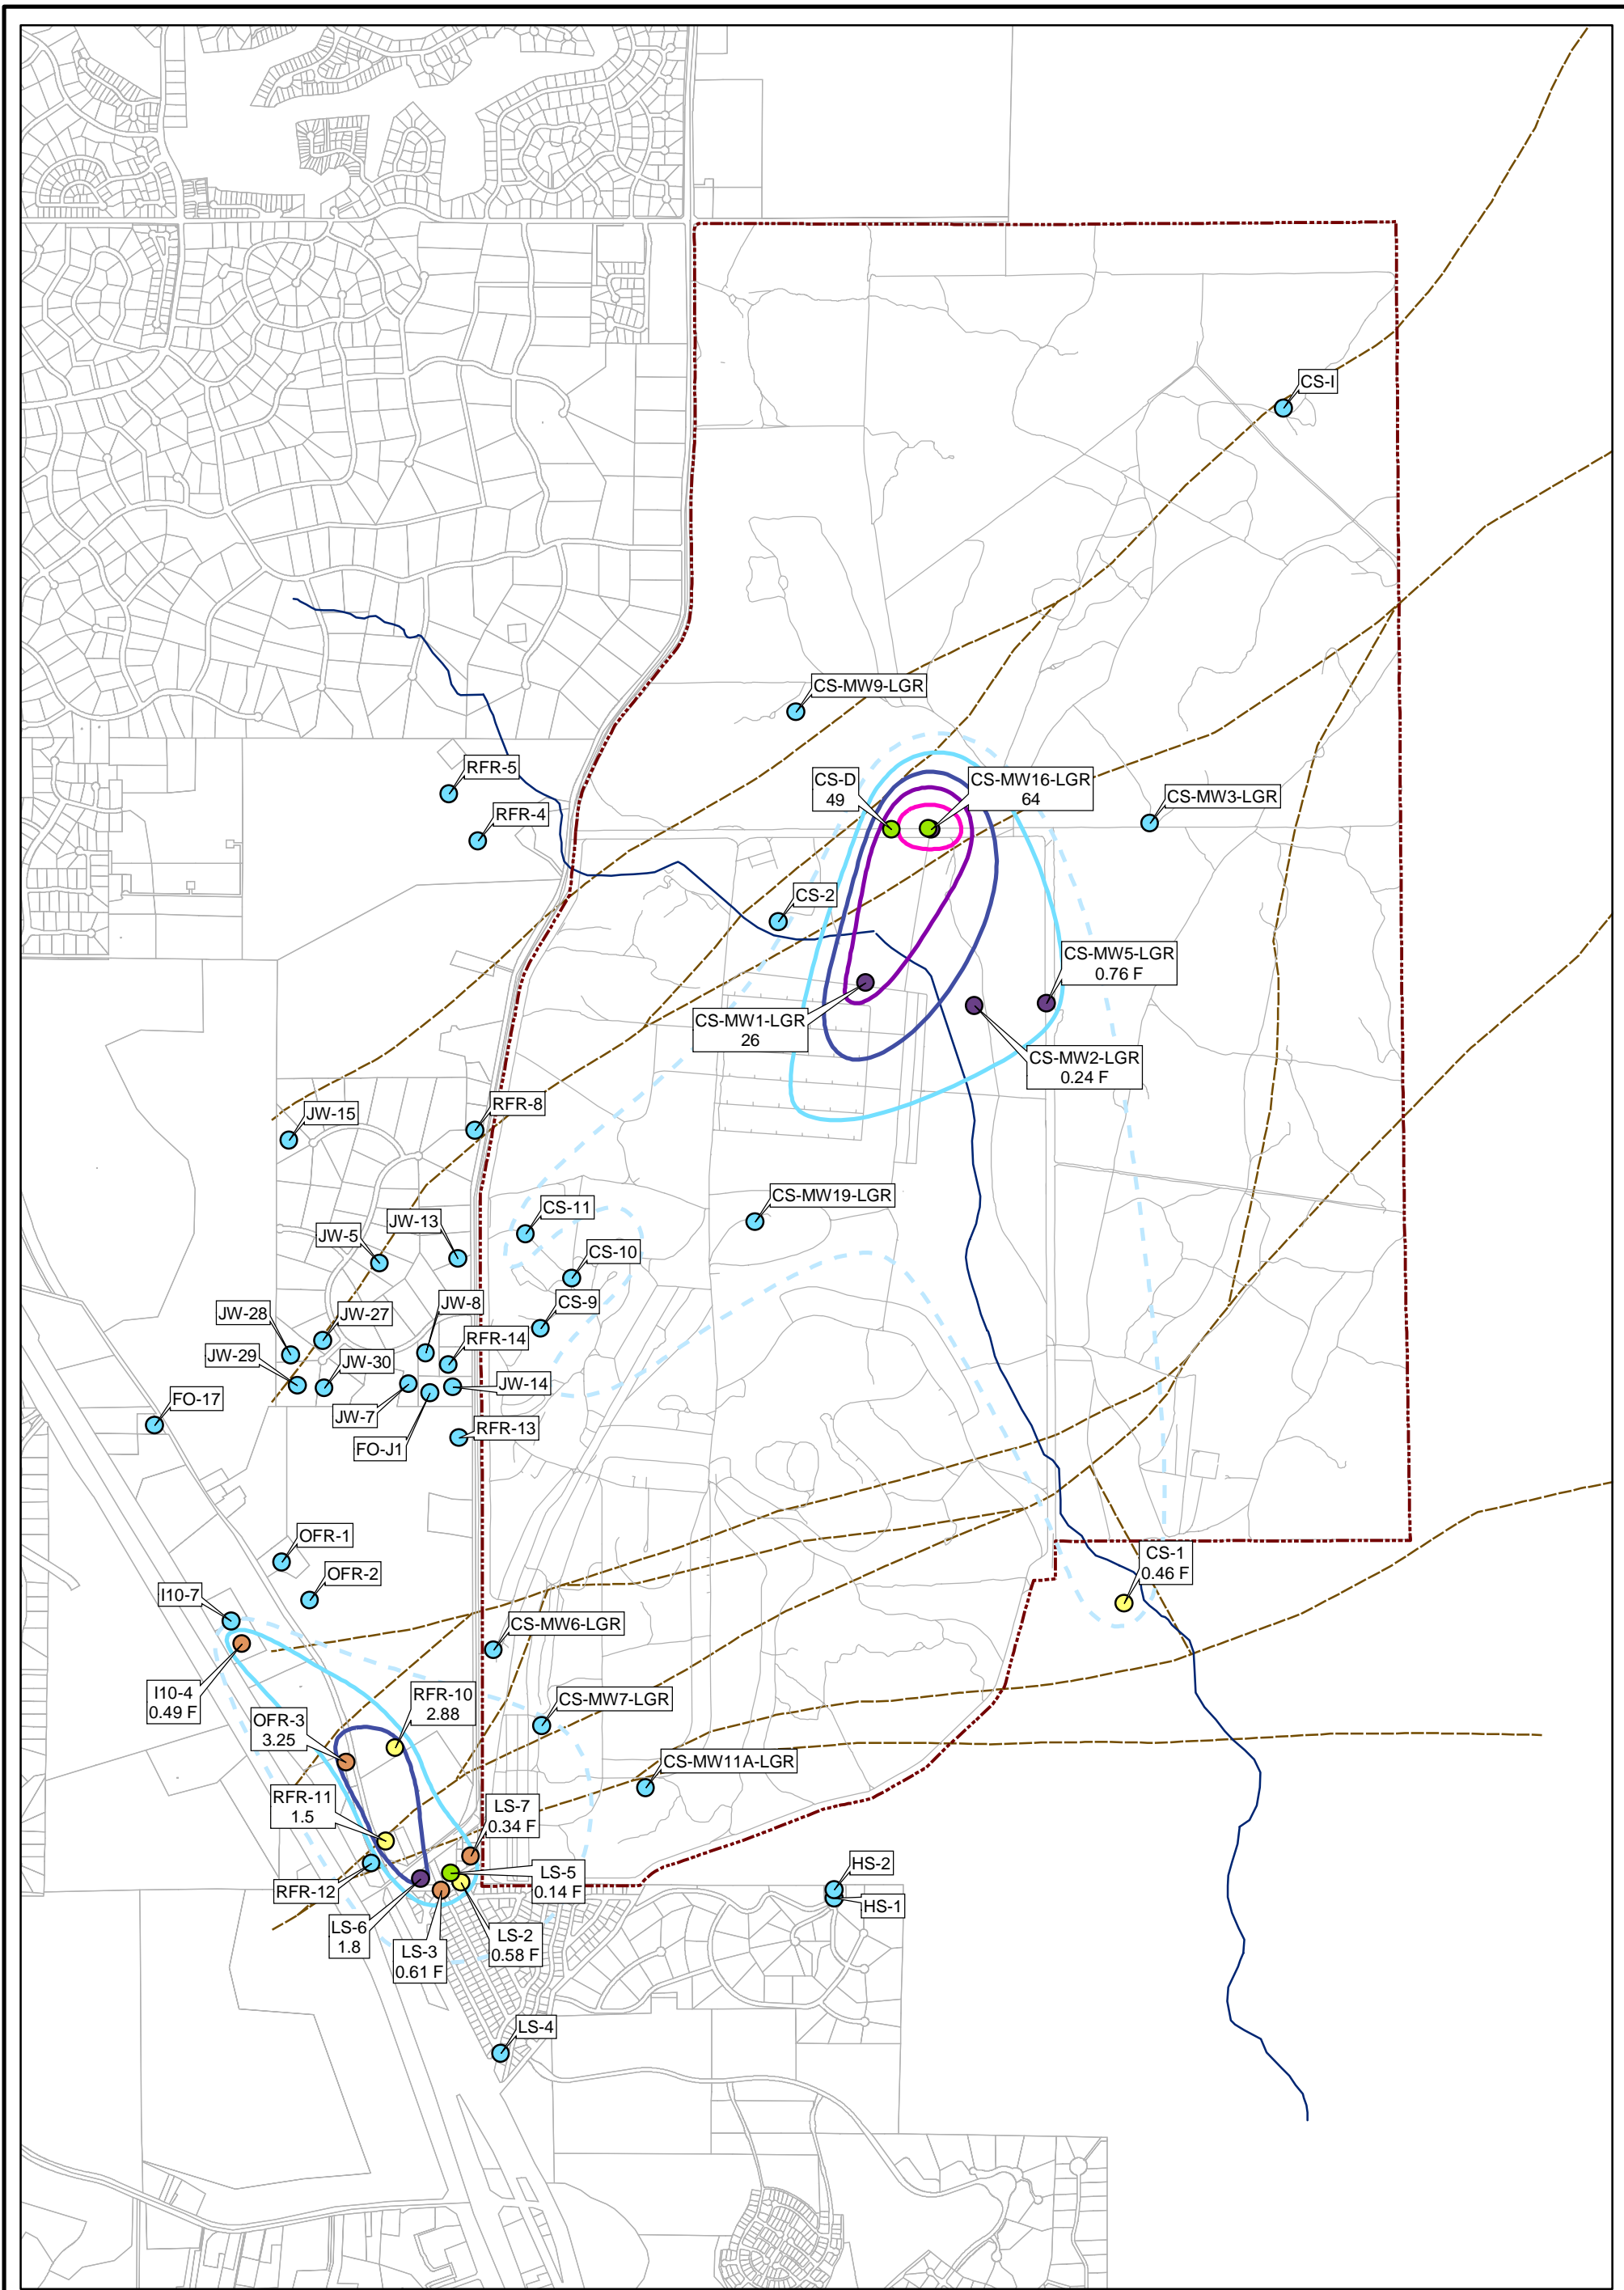 CS-I
CS-MW9-LGR
RFR-5
CS-D
49
CS-MW16-LGR
64
CS-MW3-LGR
RFR-4
CS-2
CS-MW5-LGR
0.76 F
CS-MW1-LGR
26
CS-MW2-LGR
0.24 F
JW-15
RFR-8
CS-MW19-LGR
CS-11
JW-13
JW-5
CS-10
JW-28
JW-27
JW-8
CS-9
RFR-14
JW-29
JW-30
JW-14
FO-17
JW-7
RFR-13
FO-J1
OFR-1
CS-1
0.46 F
OFR-2
I10-7
CS-MW6-LGR
I10-4
0.49 F
RFR-10
2.88
CS-MW7-LGR
OFR-3
3.25
CS-MW11A-LGR
RFR-11
1.5
LS-7
0.34 F
HS-2
LS-5
0.14 F
RFR-12
HS-1
LS-6
1.8
LS-2
0.58 F
LS-3
0.61 F
LS-4